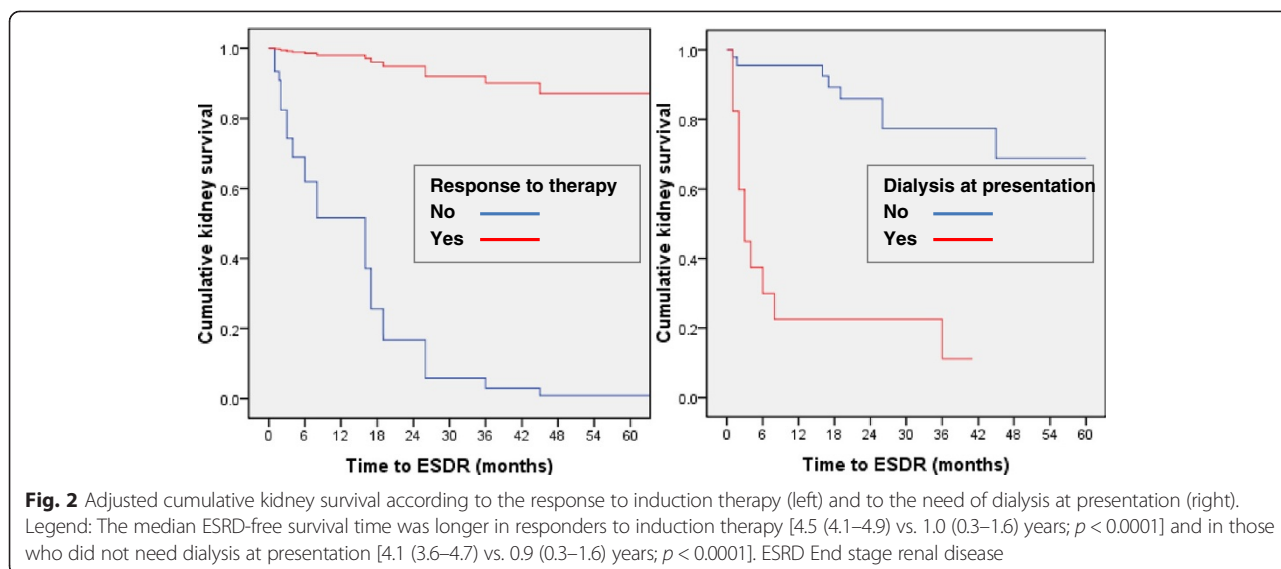 Cumulative kidney survival
1.0
0.8
0.6
0.4
0.2
0.0
Response to therapy
No
Yes
0 6 12 18 24 30 36 42 48 54 60
Time to ESDR (months)
Cumulative kidney survival
1.0
0.8
0.6
0.4
0.2
0.0
Dialysis at presentation
No
Yes
0 6 12 18 24 30 36 42 48 54 60
Time to ESDR (months)
Fig. 2 Adjusted cumulative kidney survival according to the response to induction therapy (left) and to the need of dialysis at presentation (right).
Legend: The median ESRD-free survival time was longer in responders to induction therapy [4.5 (4.1–4.9) vs. 1.0 (0.3–1.6) years; p < 0.0001] and in those
who did not need dialysis at presentation [4.1 (3.6–4.7) vs. 0.9 (0.3–1.6) years; p < 0.0001]. ESRD End stage renal disease